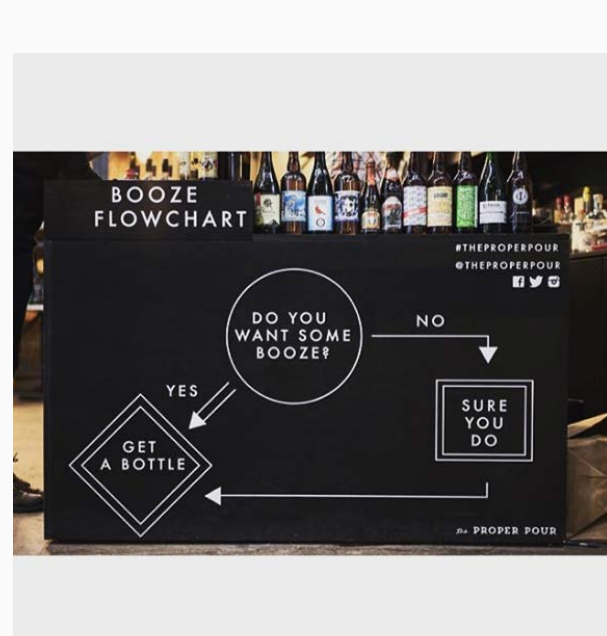 BOOZE
FLOWCHART
#THEPROPERPOUR
@THEPROPERPOUR
DO YOU
WANT SOME
BOOZE?
NO
YES
SURE
YOU
DO
GET
A BOTTLE
The PROPER POUR